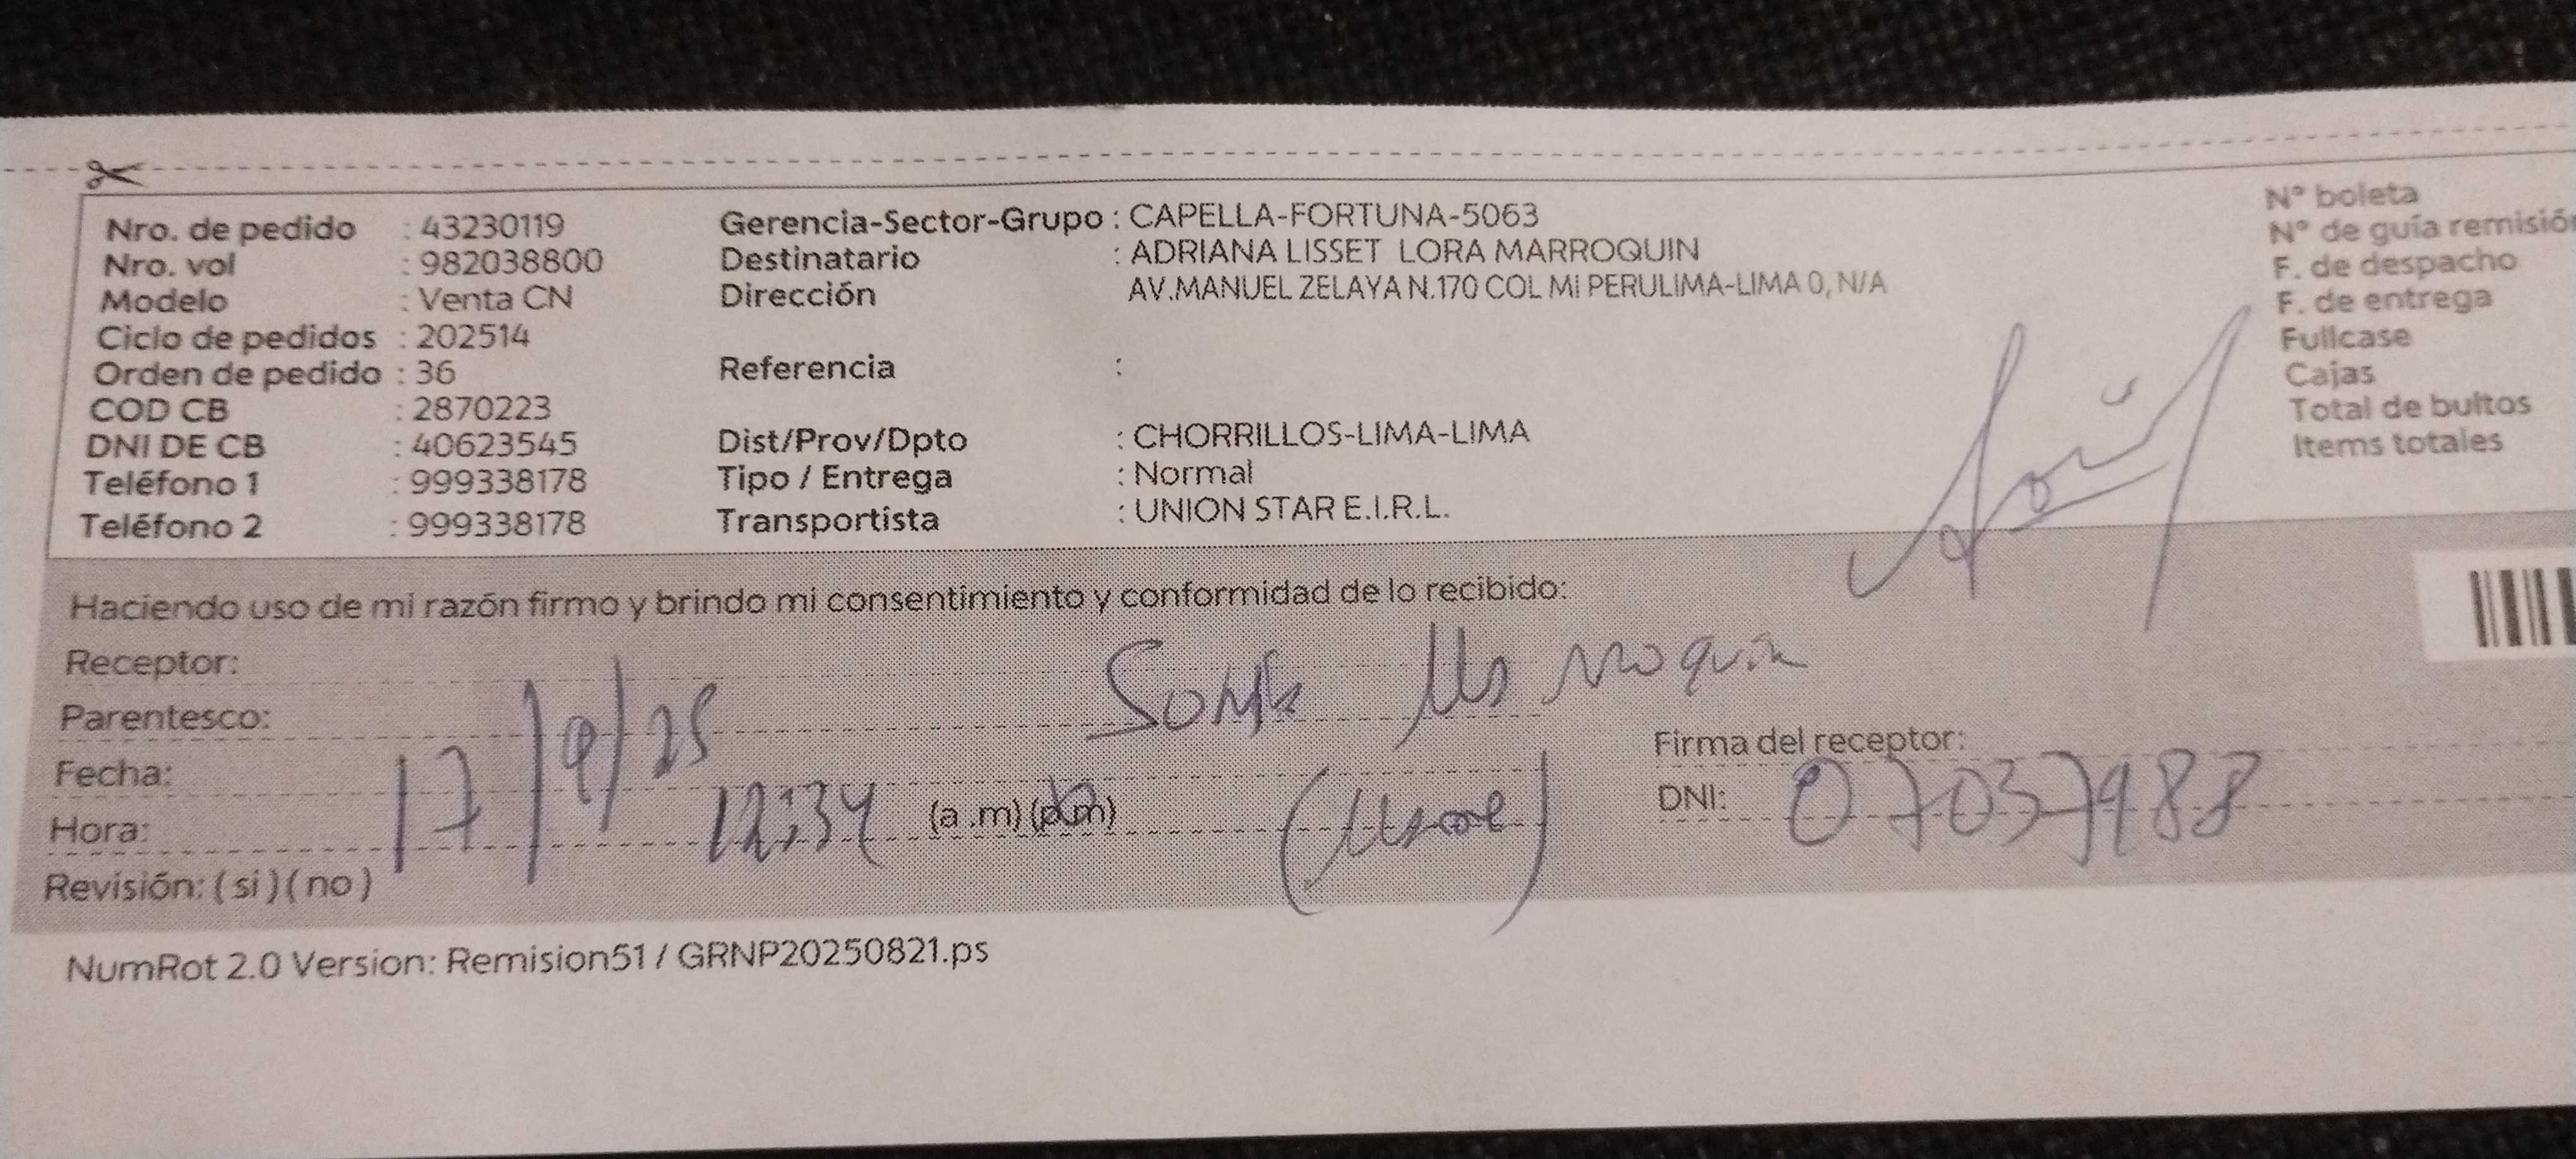 Nro. de pedido : 43230119 Gerencia-Sector-Grupo : CAPELLA-FORTUNA-5063 N° boleta
Nro. vol : 982038800 Destinatario : ADRIANA LISSET LORA MARROQUIN N° de guía remisión
Modelo : Venta CN Dirección AV.MANUEL ZELAYA N.170 COL Mi PERULIMA-LIMA 0, N/A F. de despacho
Ciclo de pedidos : 202514 F. de entrega
Orden de pedido : 36 Referencia : Fullcase
COD CB : 2870223 Cajas
DNI DE CB : 40623545 Dist/Prov/Dpto : CHORRILLOS-LIMA-LIMA Total de bultos
Teléfono 1 : 999338178 Tipo / Entrega : Normal Items totales
Teléfono 2 : 999338178 Transportista : UNION STAR E.I.R.L.
Haciendo uso de mi razón firmo y brindo mi consentimiento y conformidad de lo recibido:
Receptor: Sonia Marroquin
Parentesco:
Fecha: 17/9/25 Firma del receptor:
Hora: 12:34 (a .m) (p.m) DNI: 07037988
Revisión: ( si ) ( no )
NumRot 2.0 Version: Remision51 / GRNP20250821.ps